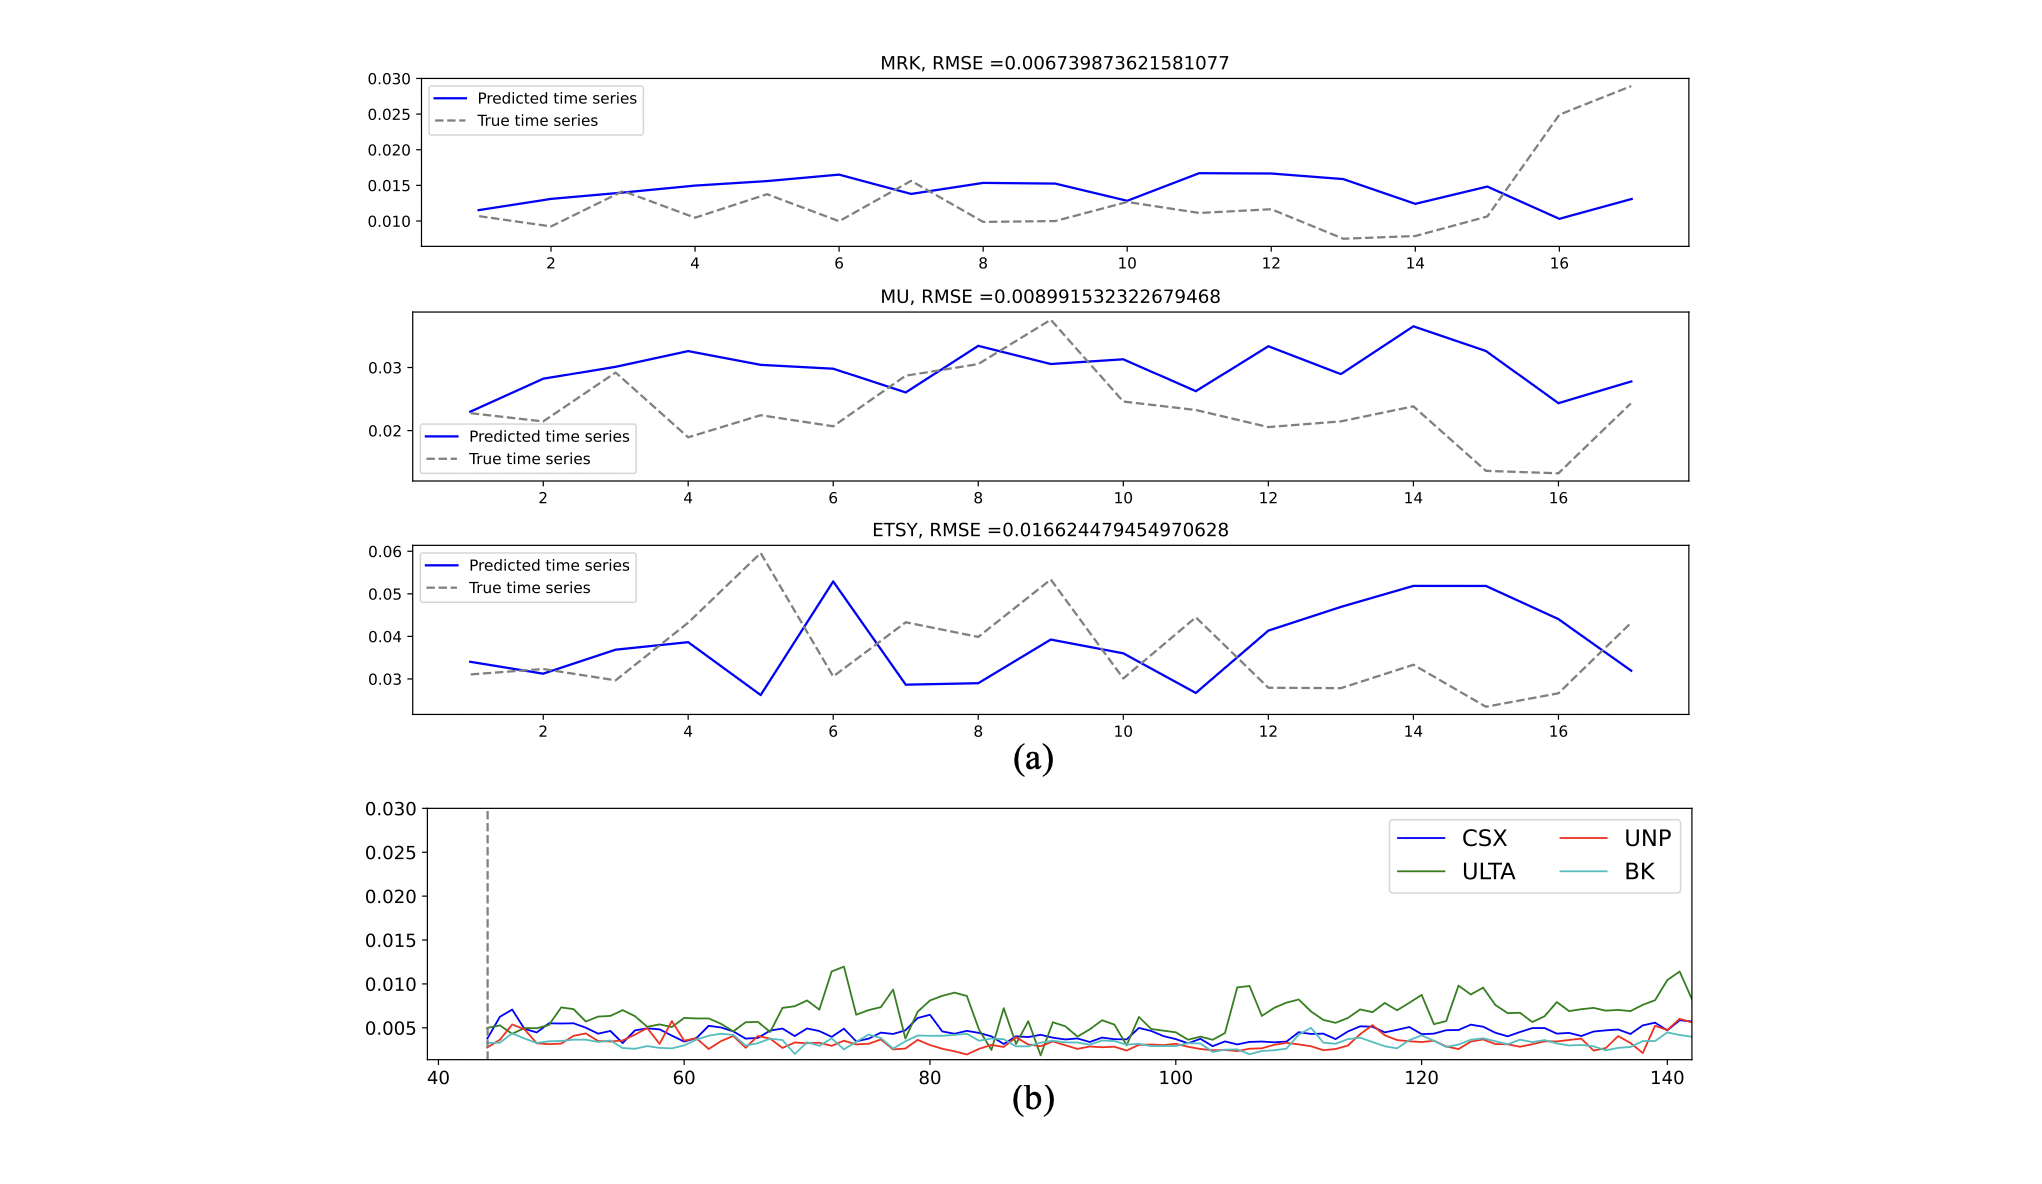 MRK, RMSE =0.006739873621581077
0.030
0.025
0.020
0.015
0.010
Predicted time series
True time series
2 4 6 8 10 12 14 16
MU, RMSE =0.008991532322679468
0.03
0.02
Predicted time series
True time series
2 4 6 8 10 12 14 16
ETSY, RMSE =0.016624479454970628
0.06
0.05
0.04
0.03
Predicted time series
True time series
2 4 6 8 10 12 14 16
(a)
0.030
0.025
0.020
0.015
0.010
0.005
CSX UNP
ULTA BK
40 60 80 100 120 140
(b)